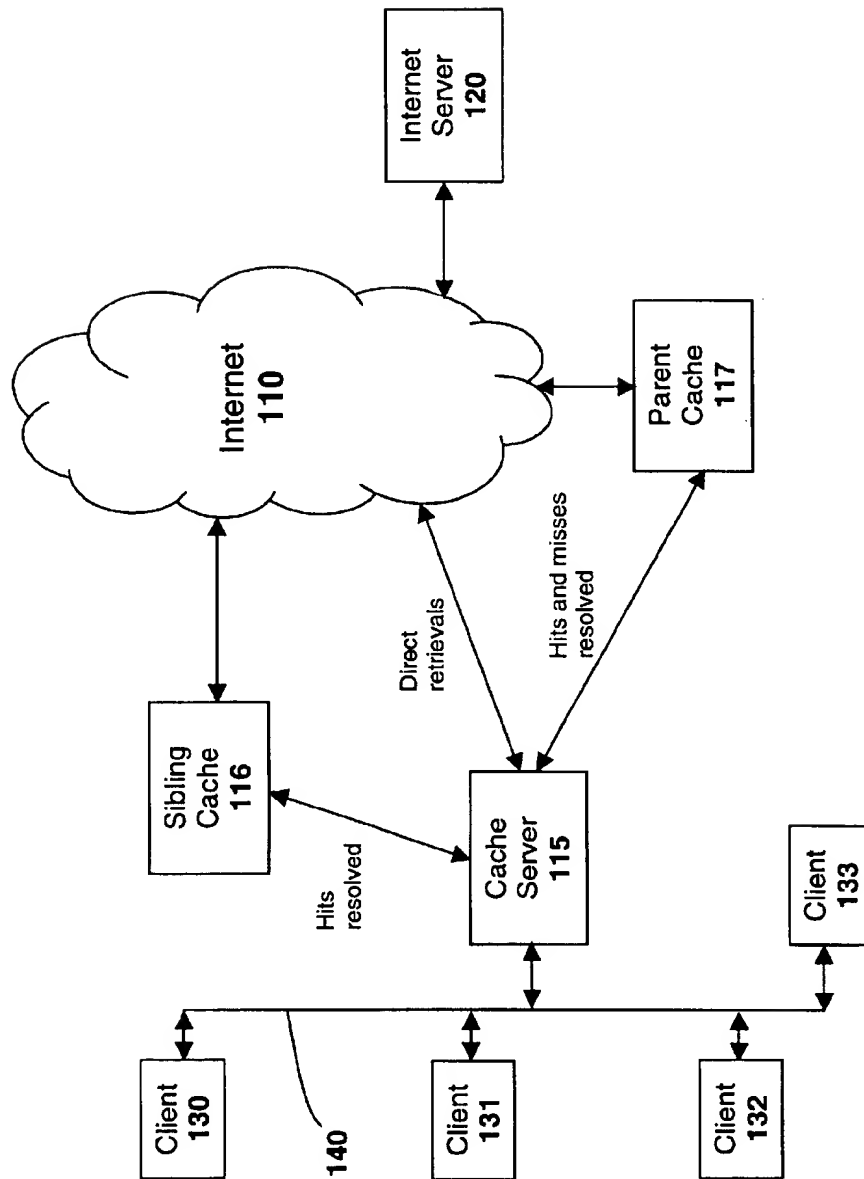 Client
130
140
Client
131
Client
132
Client
133
Cache
Server
115
Hits
resolved
Sibling
Cache
116
Direct
retrievals
Hits and misses
resolved
Internet
110
Parent
Cache
117
Internet
Server
120